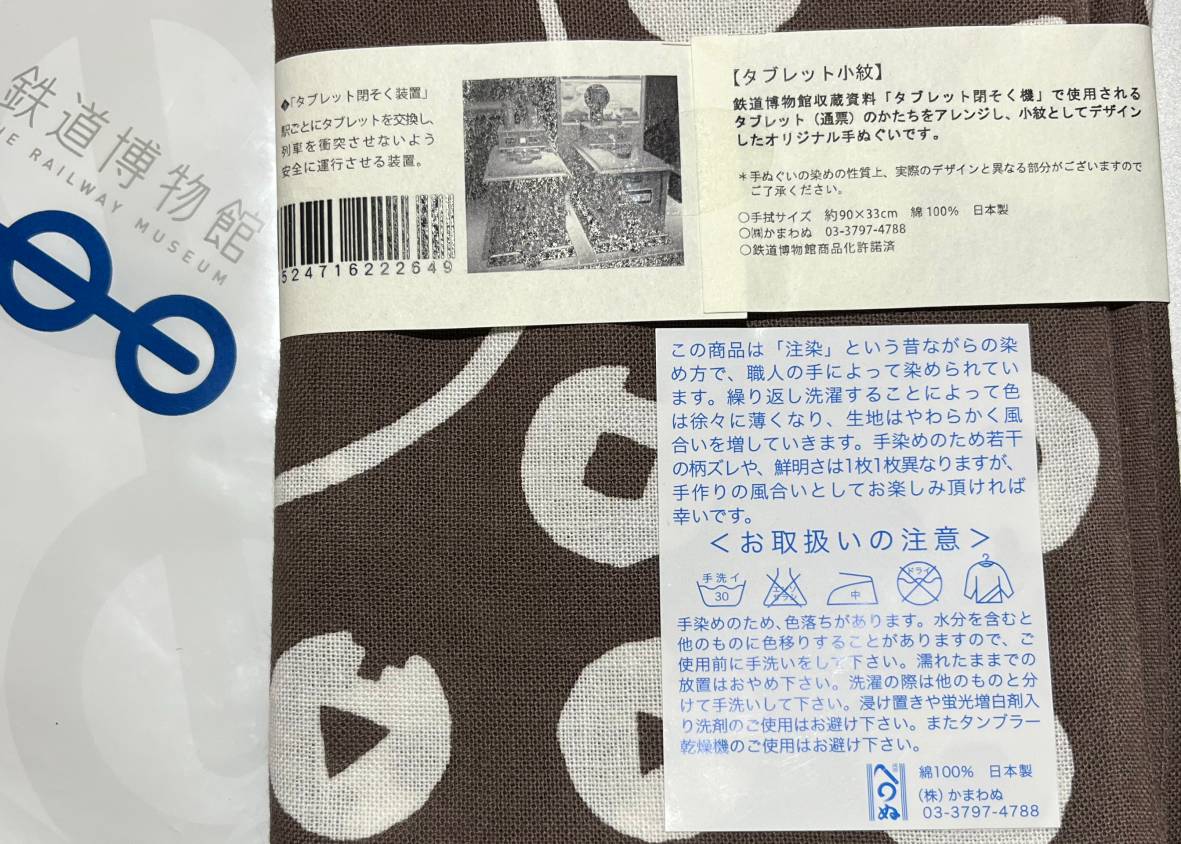 鉄道博物館
THE RAILWAY MUSEUM
◆「タブレット閉そく装置」
駅ごとにタブレットを交換し、
列車を衝突させないよう
安全に運行させる装置。
524716222649
【タブレット小紋】
鉄道博物館収蔵資料「タブレット閉そく機」で使用される
タブレット（通票）のかたちをアレンジし、小紋としてデザイン
したオリジナル手ぬぐいです。
＊手ぬぐいの染めの性質上、実際のデザインと異なる部分がございますので
ご了承ください。
○手拭サイズ 約90×33cm 綿100% 日本製
○㈱かまわぬ 03-3797-4788
○鉄道博物館商品化許諾済
この商品は「注染」という昔ながらの染
め方で、職人の手によって染められてい
ます。繰り返し洗濯することによって色
は徐々に薄くなり、生地はやわらかく風
合いを増していきます。手染めのため若干
の柄ズレや、鮮明さは1枚1枚異なりますが、
手作りの風合いとしてお楽しみ頂ければ
幸いです。
＜お取扱いの注意＞
手洗イ
30
エンソ
サラシ
中
ドライ
手染めのため、色落ちがあります。水分を含むと
他のものに色移りすることがありますので、ご
使用前に手洗いをして下さい。濡れたままでの
放置はおやめ下さい。洗濯の際は他のものと分
けて手洗いして下さい。浸け置きや蛍光増白剤入
り洗剤のご使用はお避け下さい。またタンブラー
乾燥機のご使用はお避け下さい。
綿100% 日本製
（株）かまわぬ
03-3797-4788